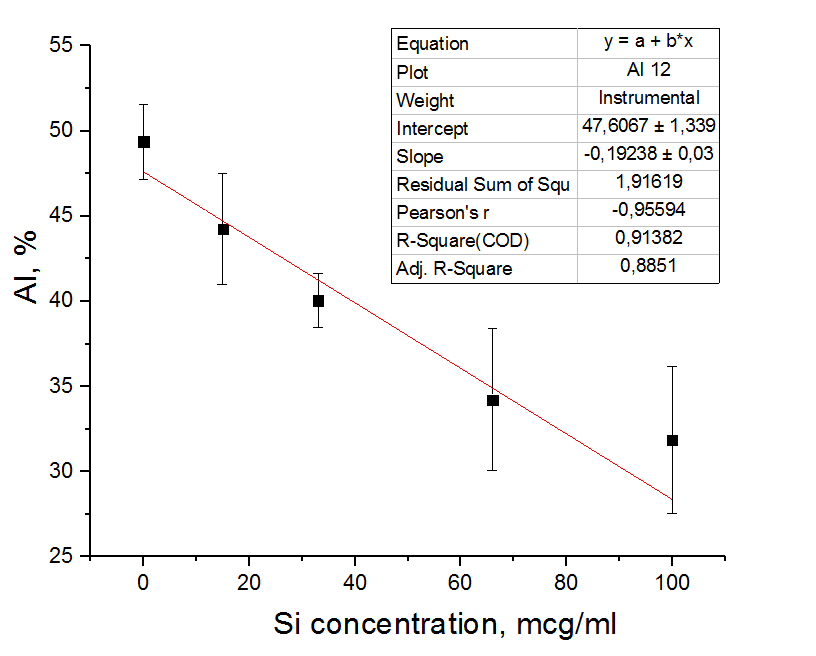 Equation y = a + b*x
Plot Al 12
Weight Instrumental
Intercept 47,6067 ± 1,339
Slope -0,19238 ± 0,03
Residual Sum of Squ 1,91619
Pearson's r -0,95594
R-Square(COD) 0,91382
Adj. R-Square 0,8851
55
50
45
40
35
30
25
Al, %
0 20 40 60 80 100
Si concentration, mcg/ml